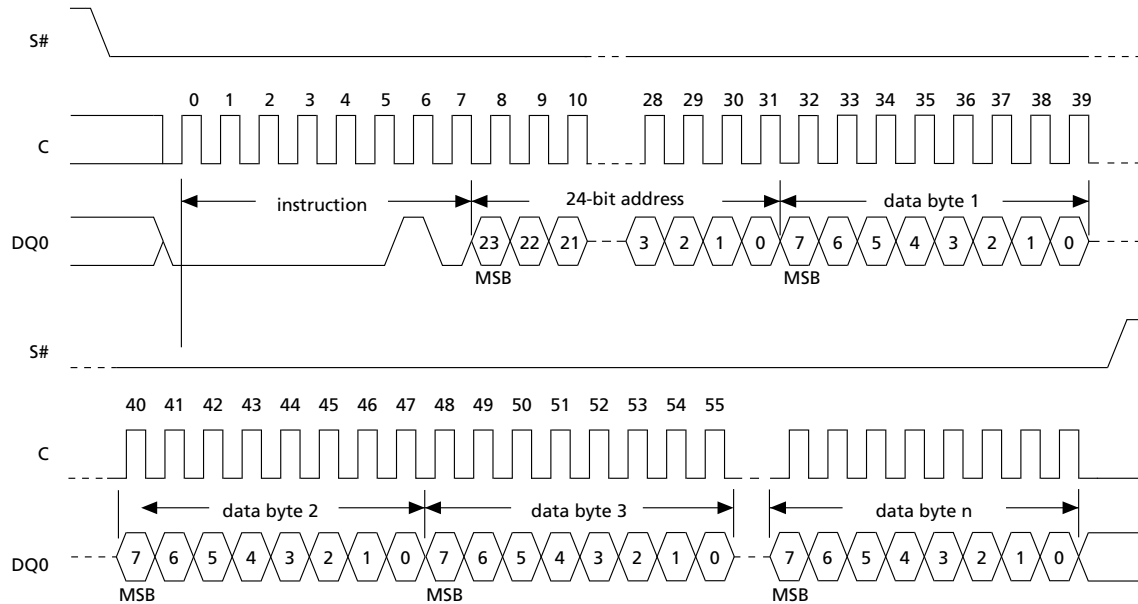 S#
0 1 2 3 4 5 6 7 8 9 10 28 29 30 31 32 33 34 35 36 37 38 39
C
instruction 24-bit address data byte 1
DQ0 23 22 21 3 2 1 0 7 6 5 4 3 2 1 0
MSB MSB
S#
40 41 42 43 44 45 46 47 48 49 50 51 52 53 54 55
C
data byte 2 data byte 3 data byte n
DQ0 7 6 5 4 3 2 1 0 7 6 5 4 3 2 1 0 7 6 5 4 3 2 1 0
MSB MSB MSB